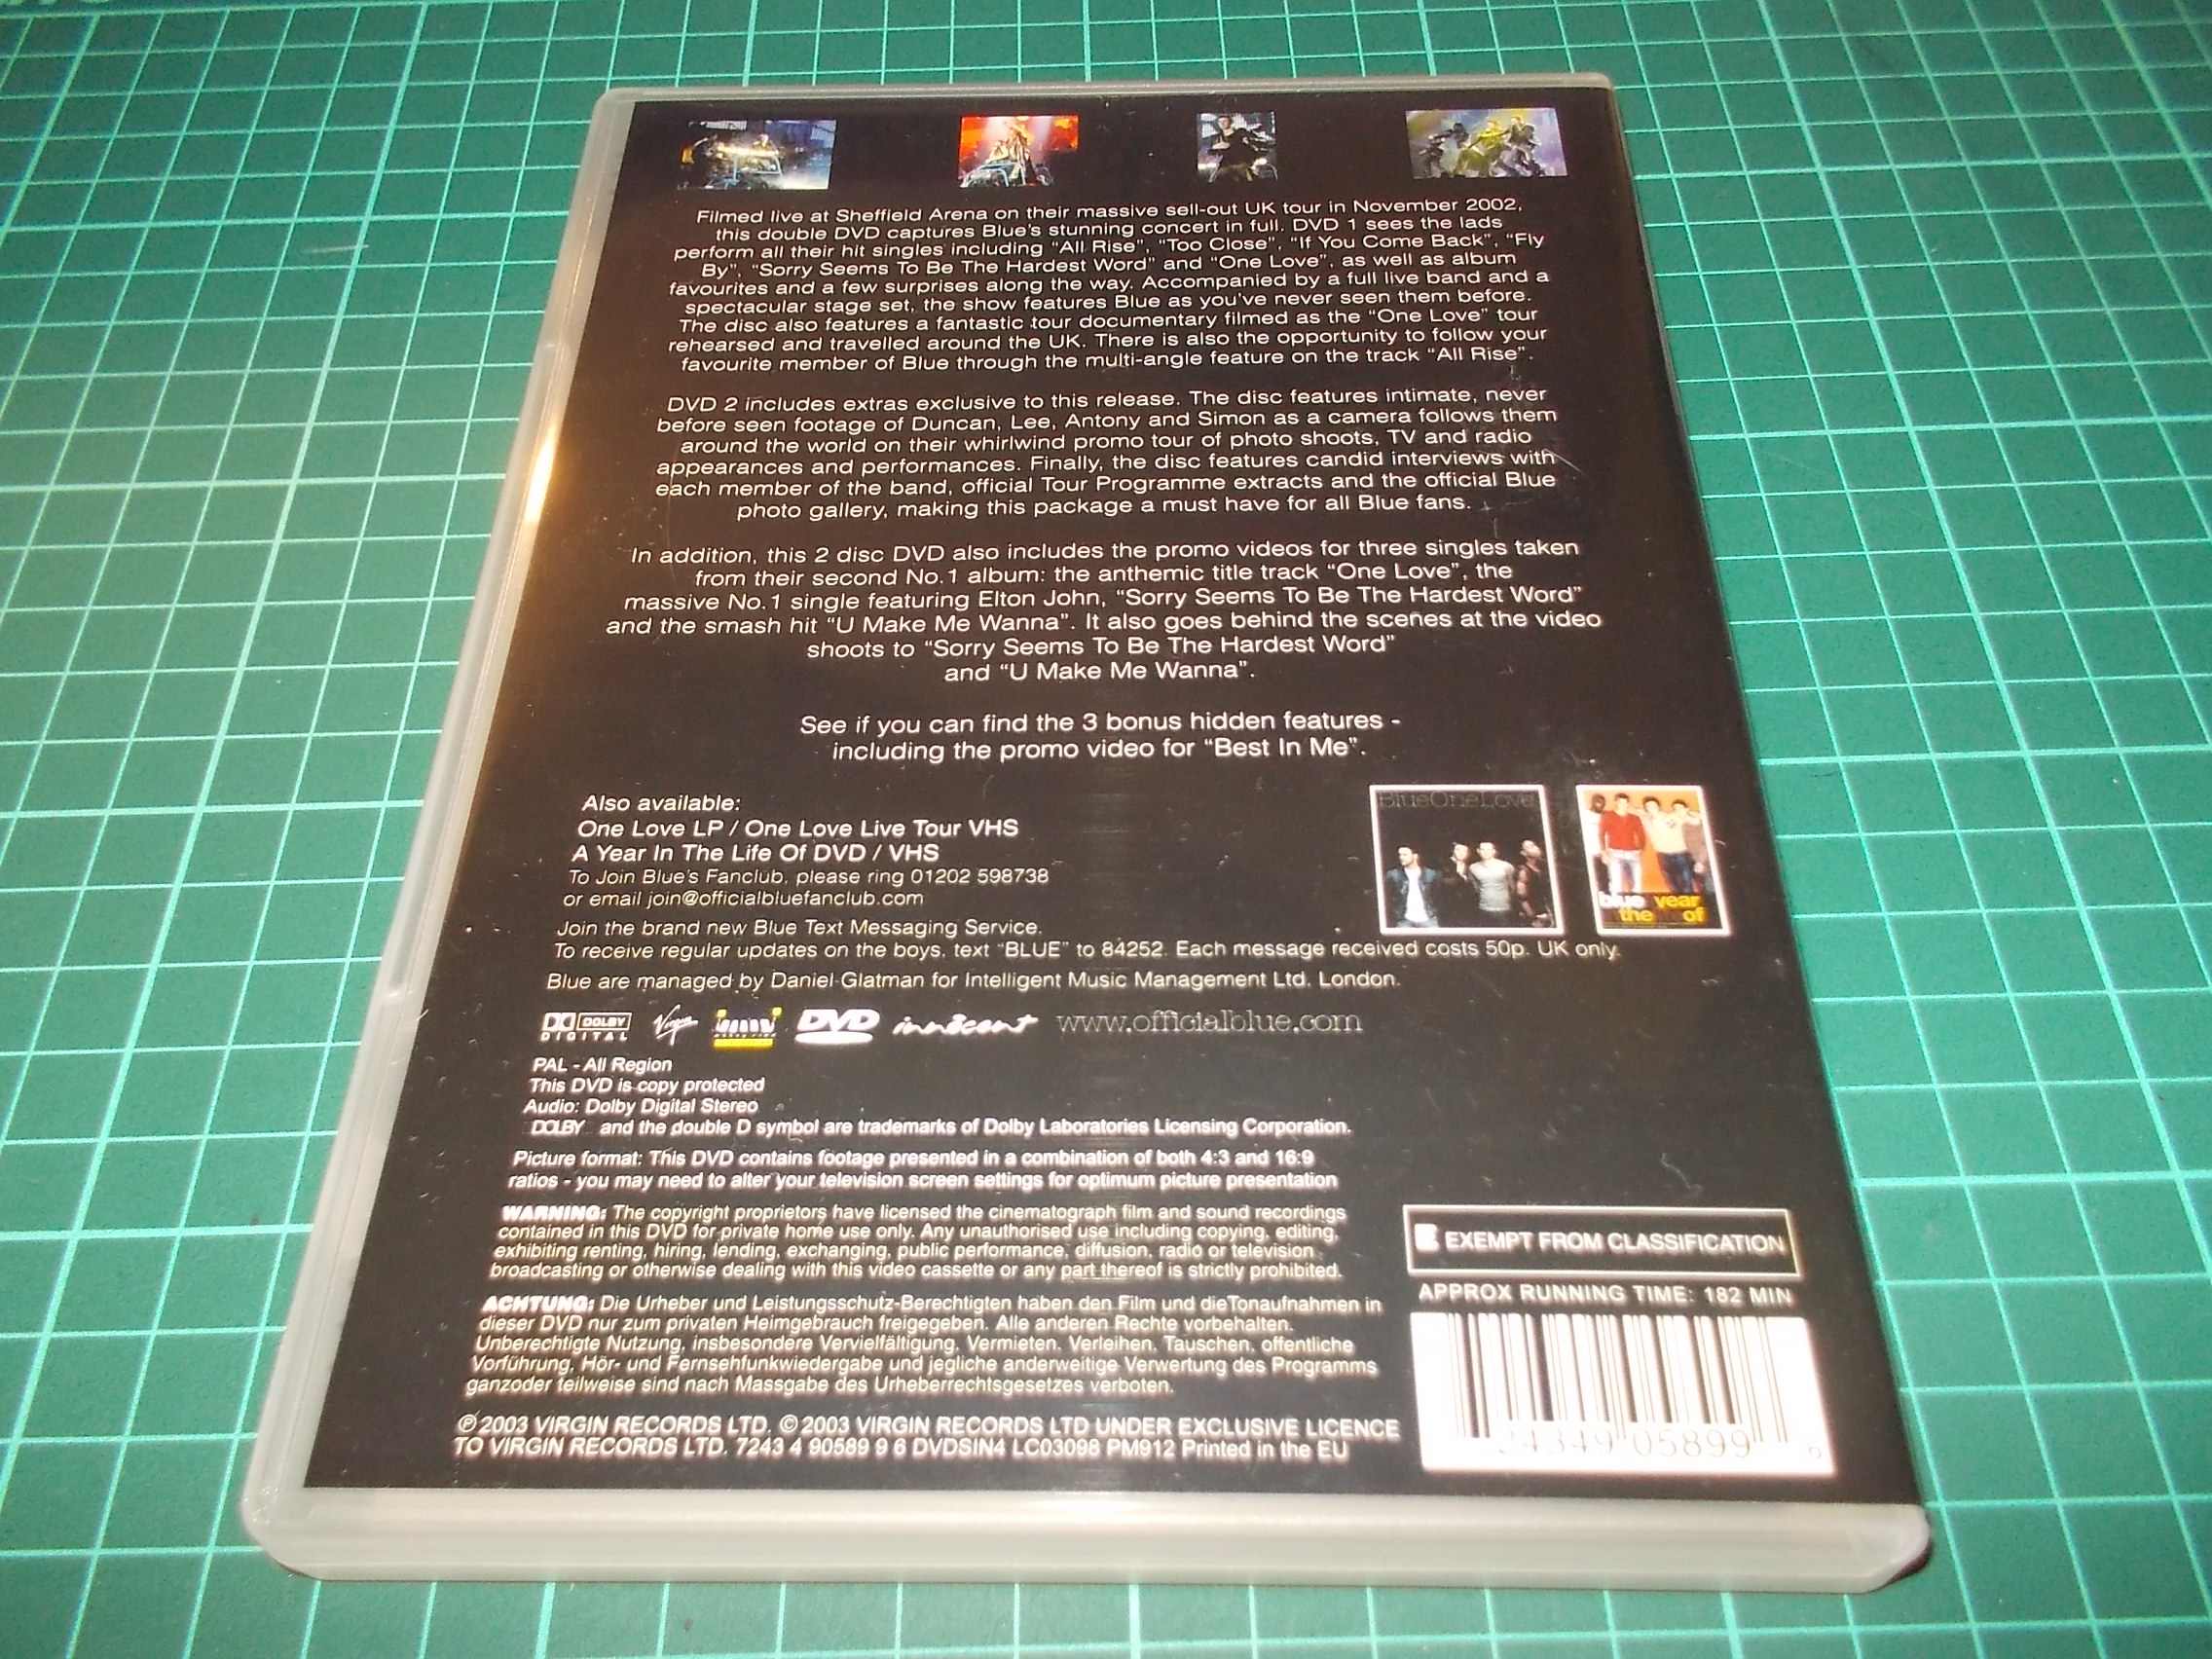 Filmed live at Sheffield Arena on their massive sell-out UK tour in November 2002,
this double DVD captures Blue's stunning concert in full. DVD 1 sees the lads
perform all their hit singles including “All Rise”, “Too Close”, “If You Come Back”, “Fly
By”, “Sorry Seems To Be The Hardest Word” and “One Love”, as well as album
favourites and a few surprises along the way. Accompanied by a full live band and a
spectacular stage set, the show features Blue as you've never seen them before.
The disc also features a fantastic tour documentary filmed as the “One Love” tour
rehearsed and travelled around the UK. There is also the opportunity to follow your
favourite member of Blue through the multi-angle feature on the track “All Rise”.
DVD 2 includes extras exclusive to this release. The disc features intimate, never
before seen footage of Duncan, Lee, Antony and Simon as a camera follows them
around the world on their whirlwind promo tour of photo shoots, TV and radio
appearances and performances. Finally, the disc features candid interviews with
each member of the band, official Tour Programme extracts and the official Blue
photo gallery, making this package a must have for all Blue fans.
In addition, this 2 disc DVD also includes the promo videos for three singles taken
from their second No.1 album: the anthemic title track “One Love”, the
massive No.1 single featuring Elton John, “Sorry Seems To Be The Hardest Word”
and the smash hit “U Make Me Wanna”. It also goes behind the scenes at the video
shoots to “Sorry Seems To Be The Hardest Word”
and “U Make Me Wanna”.
See if you can find the 3 bonus hidden features -
including the promo video for “Best In Me”.
Also available:
One Love LP / One Love Live Tour VHS
A Year In The Life Of DVD / VHS
To Join Blue's Fanclub, please ring 01202 598738
or email join@officialbluefanclub.com
BlueOneLove
blue year
the of
Join the brand new Blue Text Messaging Service.
To receive regular updates on the boys, text “BLUE” to 84252. Each message received costs 50p. UK only.
Blue are managed by Daniel Glatman for Intelligent Music Management Ltd. London.
DOLBY DIGITAL Virgin DVD innocent www.officialblue.com
PAL - All Region
This DVD is copy protected
Audio: Dolby Digital Stereo
DOLBY and the double D symbol are trademarks of Dolby Laboratories Licensing Corporation.
Picture format: This DVD contains footage presented in a combination of both 4:3 and 16:9
ratios - you may need to alter your television screen settings for optimum picture presentation
WARNING: The copyright proprietors have licensed the cinematograph film and sound recordings
contained in this DVD for private home use only. Any unauthorised use including copying, editing,
exhibiting renting, hiring, lending, exchanging, public performance, diffusion, radio or television
broadcasting or otherwise dealing with this video cassette or any part thereof is strictly prohibited.
ACHTUNG: Die Urheber und Leistungsschutz-Berechtigten haben den Film und dieTonaufnahmen in
dieser DVD nur zum privaten Heimgebrauch freigegeben. Alle anderen Rechte vorbehalten.
Unberechtigte Nutzung, insbesondere Vervielfältigung, Vermieten, Verleihen, Tauschen, offentliche
Vorführung, Hör- und Fernsehfunkwiedergabe und jegliche anderweitige Verwertung des Programms
ganzoder teilweise sind nach Massgabe des Urheberrechtsgesetzes verboten.
℗ 2003 VIRGIN RECORDS LTD. © 2003 VIRGIN RECORDS LTD UNDER EXCLUSIVE LICENCE
TO VIRGIN RECORDS LTD. 7243 4 90589 9 6 DVDSIN4 LC03098 PM912 Printed in the EU
E EXEMPT FROM CLASSIFICATION
APPROX RUNNING TIME: 182 MIN
24349 05899 6